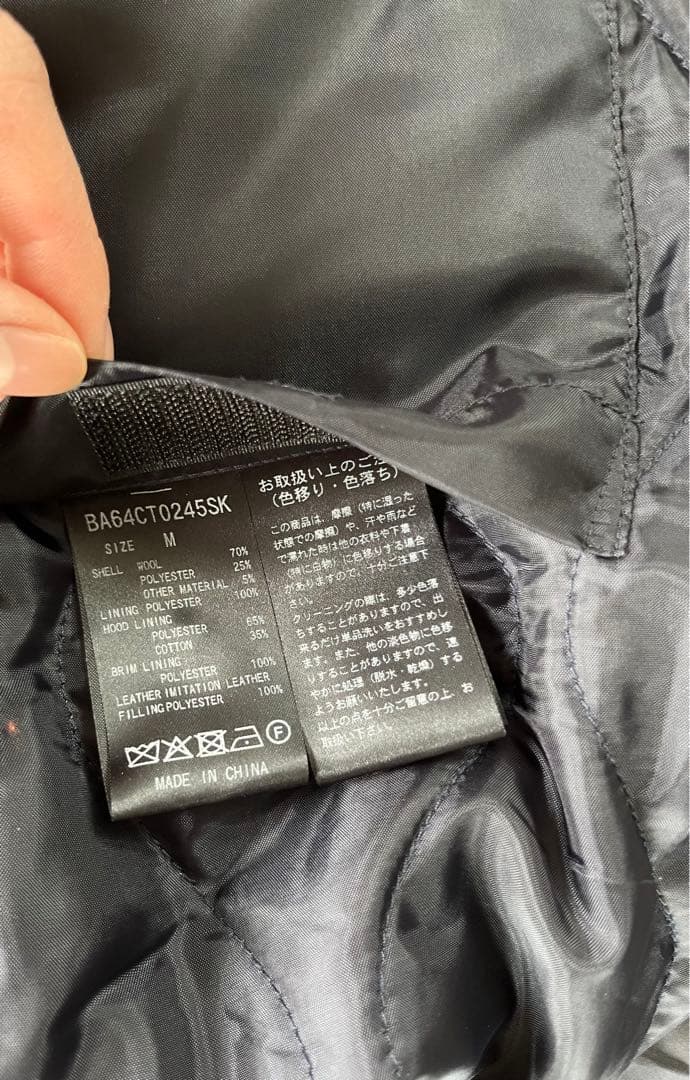 BA64CT0245SK
SIZE M
SHELL WOOL 70%
POLYESTER 25%
OTHER MATERIAL 5%
LINING POLYESTER 100%
HOOD LINING
POLYESTER 65%
COTTON 35%
BRIM LINING
POLYESTER 100%
LEATHER IMITATION LEATHER
FILLING POLYESTER 100%
F
MADE IN CHINA
お取扱い上のご注
(色移り・色落ち)
この商品は、摩擦(特に湿った
状態での摩擦)や、汗や雨など
で濡れた時は他の衣料や下着
(特に白物)に色移りする場合
がありますので、十分ご注意下
さい。
クリーニングの際は、多少色落
ちすることがありますので、出
来るだけ単品洗いをおすすめし
ます。また、他の淡色物に色移
りすることがありますので、速
やかに処理(脱水・乾燥)する
ようお願いいたします。
以上の点を十分ご留意の上、お
取扱い下さい。